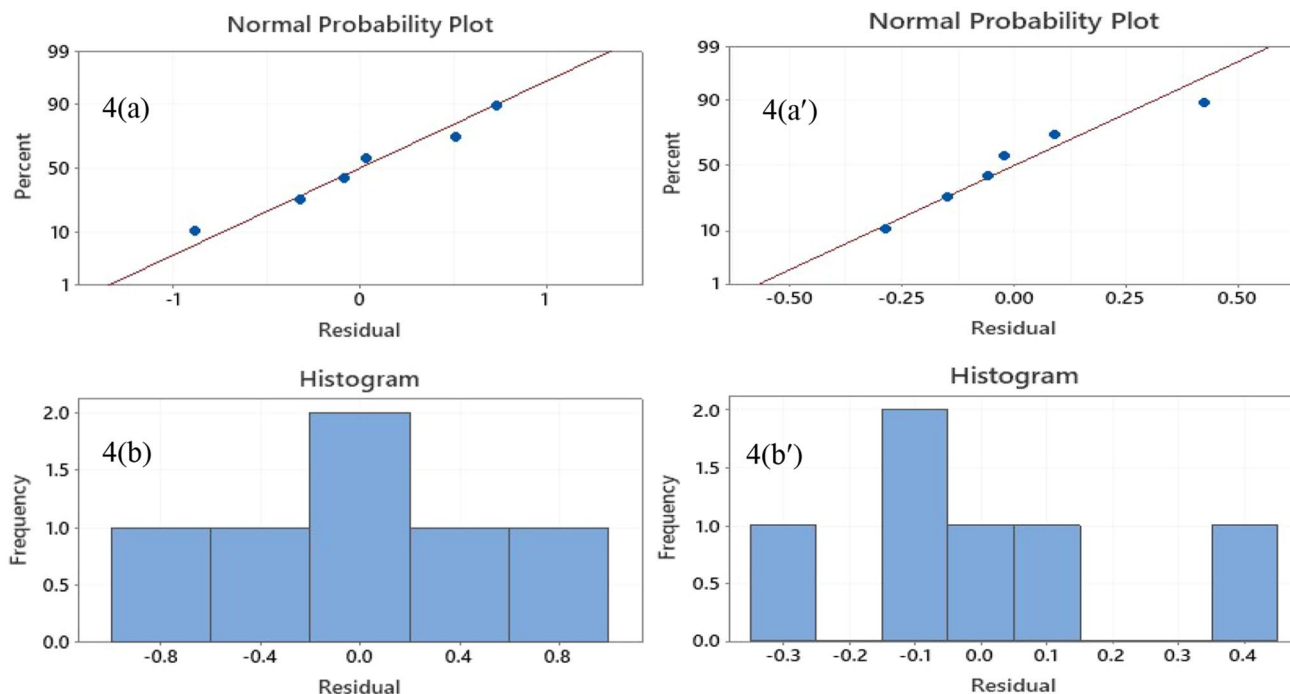 Normal Probability Plot
99
90
50
10
1
Percent
4(a)
-1
0
1
Residual
Normal Probability Plot
99
90
50
10
1
Percent
4(a′)
-0.50
-0.25
0.00
0.25
0.50
Residual
Histogram
2.0
1.5
1.0
0.5
0.0
Frequency
4(b)
-0.8
-0.4
0.0
0.4
0.8
Residual
Histogram
2.0
1.5
1.0
0.5
0.0
Frequency
4(b′)
-0.3
-0.2
-0.1
0.0
0.1
0.2
0.3
0.4
Residual